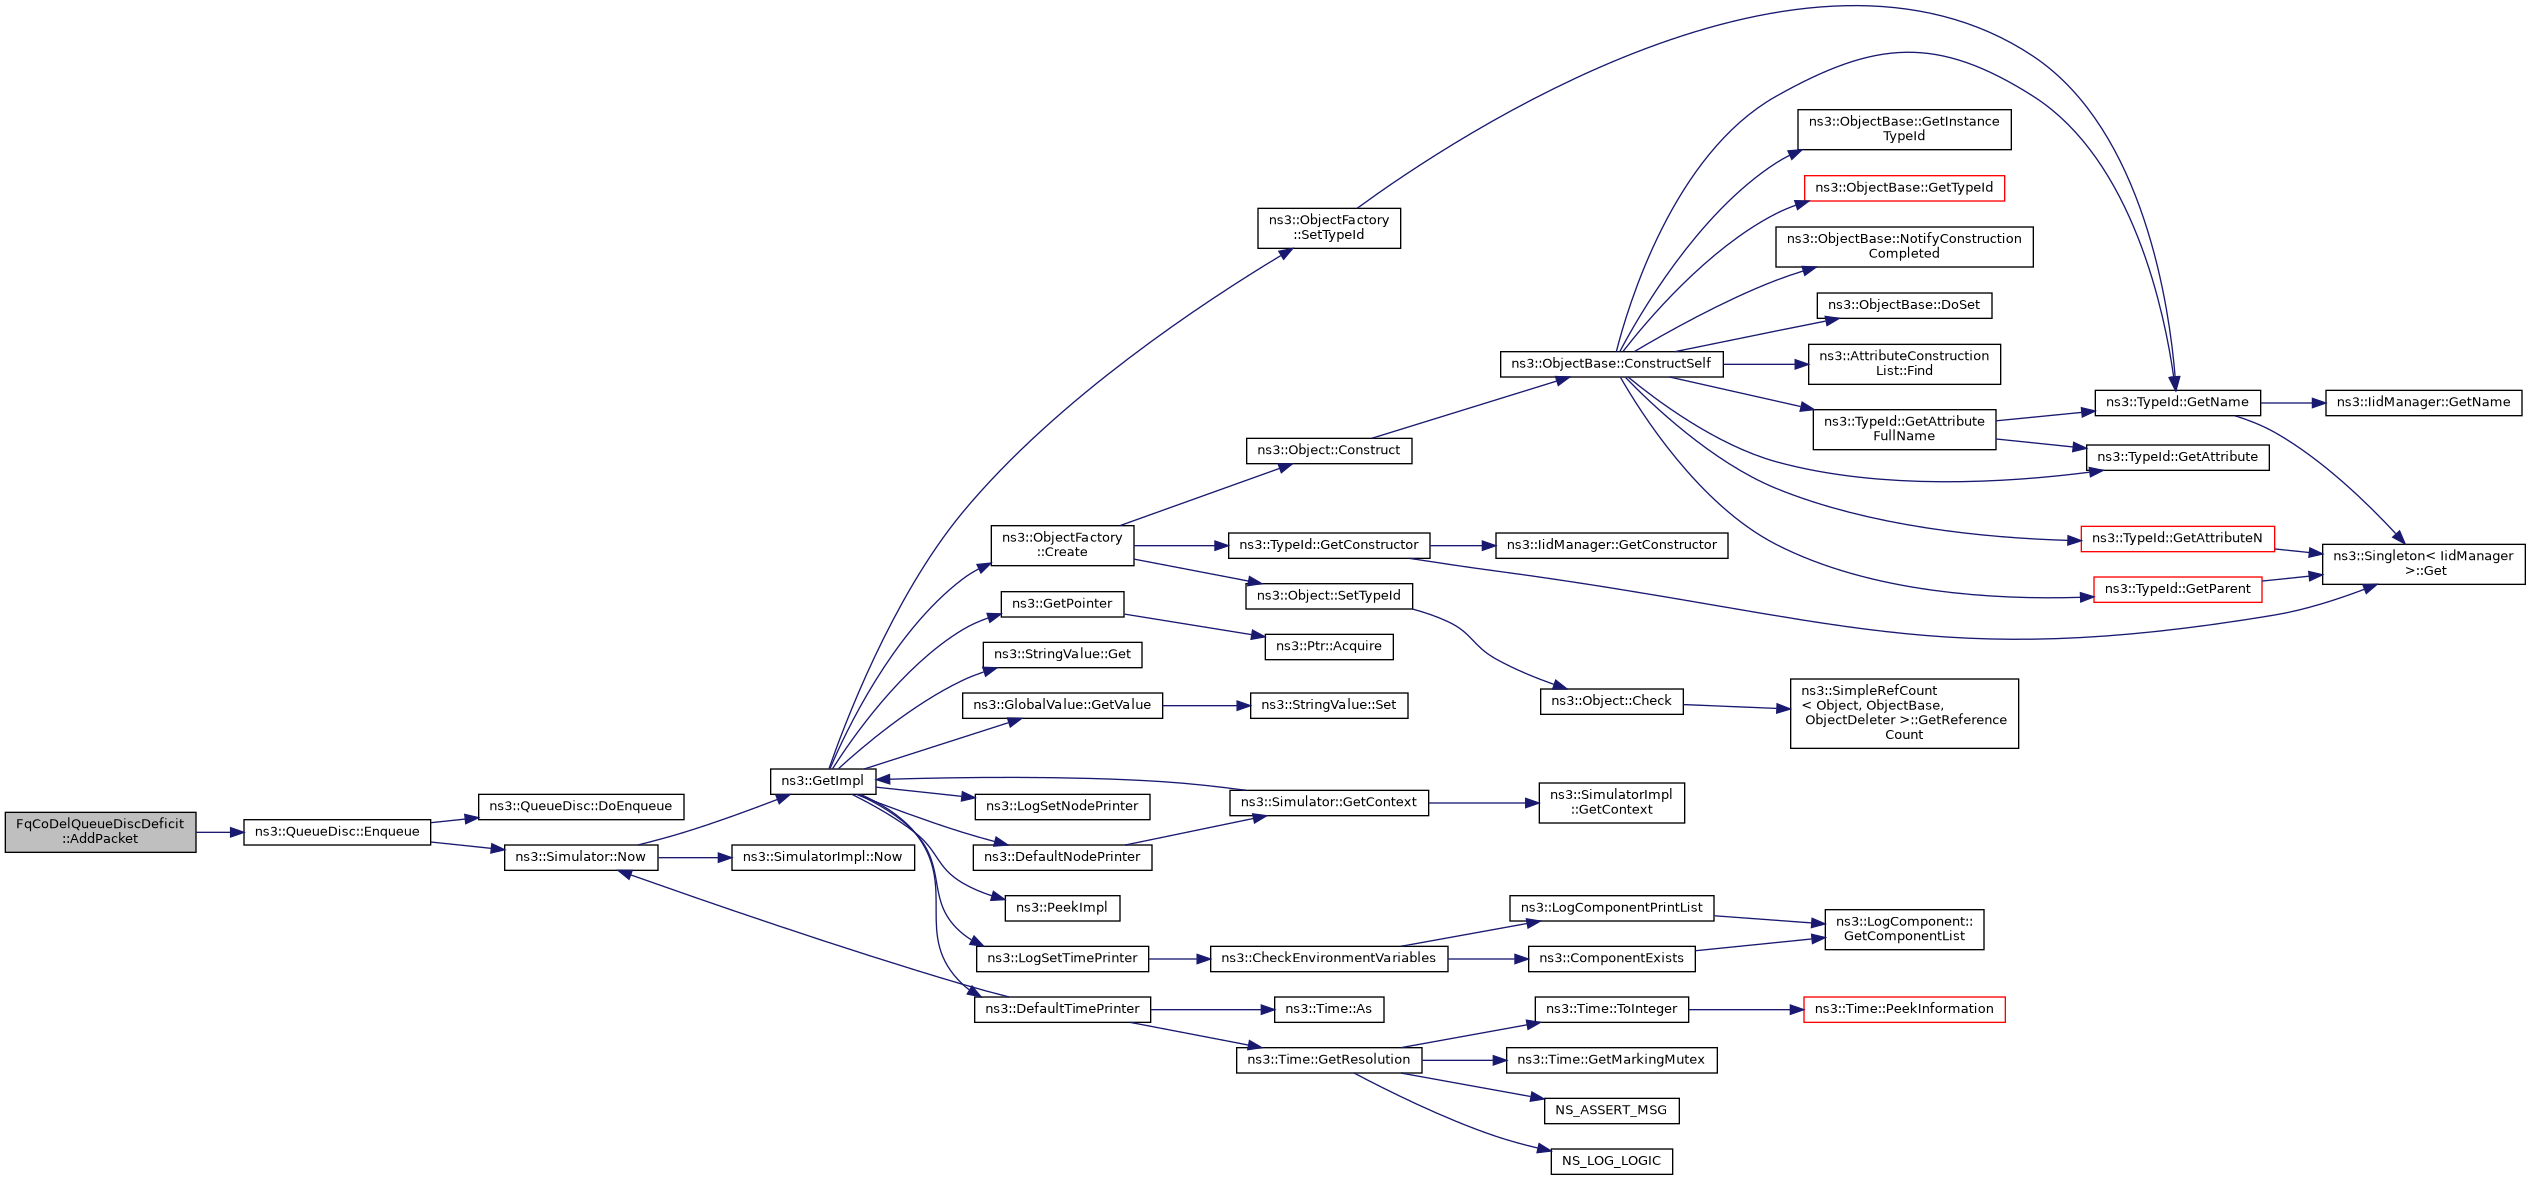 FqCoDelQueueDiscDeficit
::AddPacket
ns3::QueueDisc::Enqueue
ns3::QueueDisc::DoEnqueue
ns3::Simulator::Now
ns3::GetImpl
ns3::SimulatorImpl::Now
ns3::ObjectFactory
::SetTypeId
ns3::ObjectFactory
::Create
ns3::GetPointer
ns3::StringValue::Get
ns3::GlobalValue::GetValue
ns3::LogSetNodePrinter
ns3::DefaultNodePrinter
ns3::PeekImpl
ns3::LogSetTimePrinter
ns3::DefaultTimePrinter
ns3::Object::Construct
ns3::TypeId::GetConstructor
ns3::Object::SetTypeId
ns3::Ptr::Acquire
ns3::StringValue::Set
ns3::Simulator::GetContext
ns3::CheckEnvironmentVariables
ns3::Time::As
ns3::Time::GetResolution
ns3::ObjectBase::ConstructSelf
ns3::IidManager::GetConstructor
ns3::Object::Check
ns3::SimulatorImpl
::GetContext
ns3::LogComponentPrintList
ns3::ComponentExists
ns3::Time::ToInteger
ns3::Time::GetMarkingMutex
NS_ASSERT_MSG
NS_LOG_LOGIC
ns3::ObjectBase::GetInstance
TypeId
ns3::ObjectBase::GetTypeId
ns3::ObjectBase::NotifyConstruction
Completed
ns3::ObjectBase::DoSet
ns3::AttributeConstruction
List::Find
ns3::TypeId::GetAttribute
FullName
ns3::SimpleRefCount
< Object, ObjectBase,
ObjectDeleter >::GetReference
Count
ns3::LogComponent::
GetComponentList
ns3::Time::PeekInformation
ns3::TypeId::GetName
ns3::TypeId::GetAttribute
ns3::TypeId::GetAttributeN
ns3::TypeId::GetParent
ns3::IidManager::GetName
ns3::Singleton< IidManager
>::Get